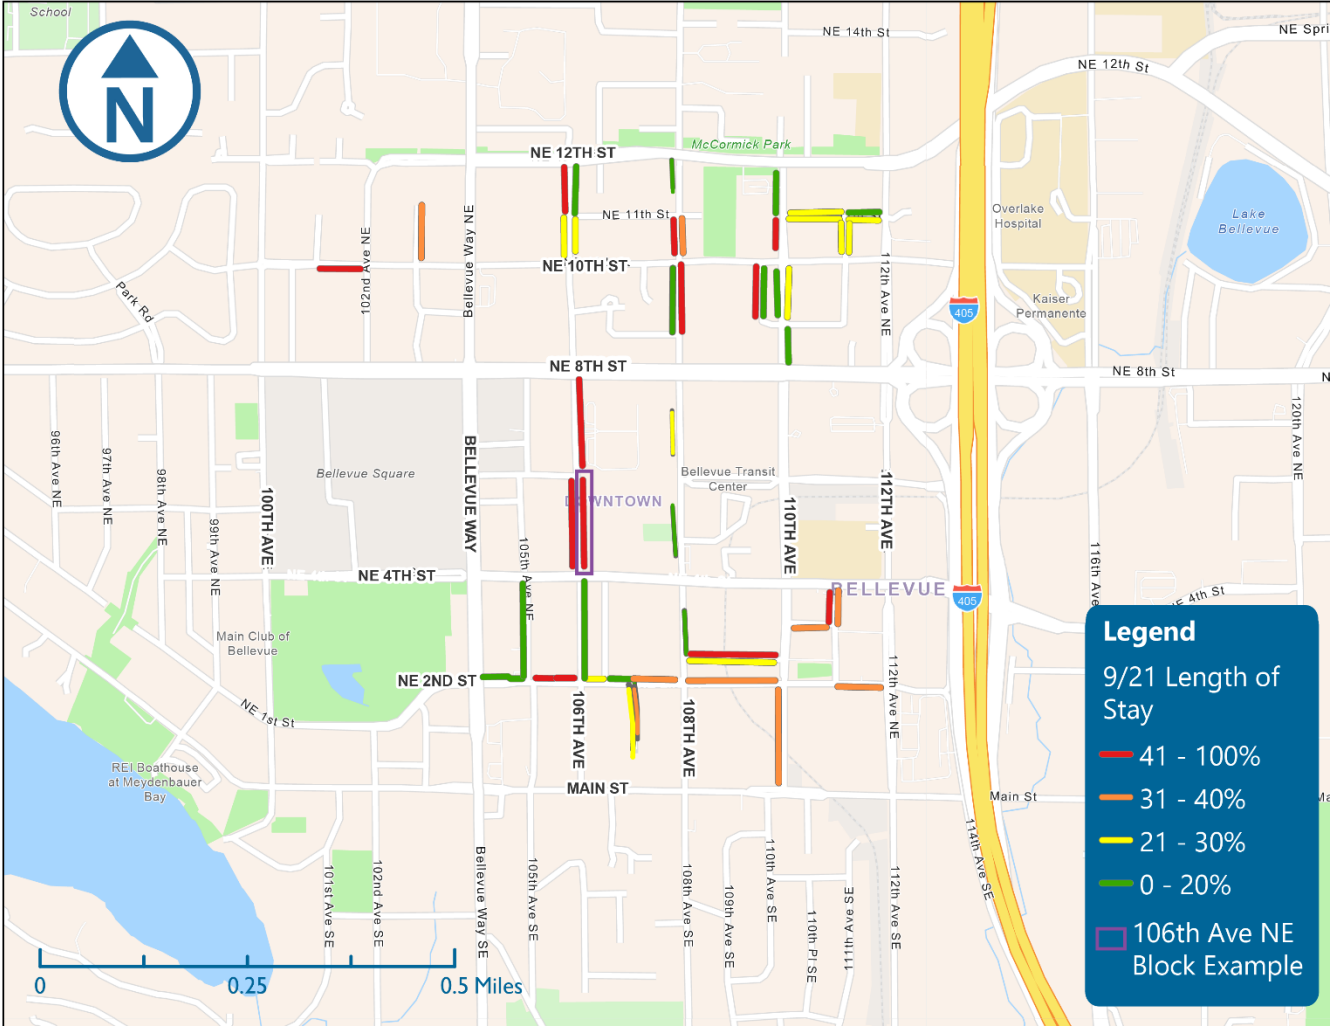 School
NE 14th St
NE Spri
N
NE 12th St
McCormick Park
NE 12TH ST
NE 11th St
Overlake
Hospital
Lake
Bellevue
102nd Ave NE
Bellevue Way NE
NE 10TH ST
112th Ave NE
Park Rd
Kaiser
Permanente
405
NE 8TH ST
NE 8th St
N
96th Ave NE
97th Ave NE
98th Ave NE
99th Ave NE
100TH AVE
Bellevue Square
BELLEVUE WAY
105th Ave NE
DOWNTOWN
Bellevue Transit
Center
110TH AVE
112TH AVE
116th Ave
120th Ave NE
NE 4TH ST
BELLEVUE
405
NE 4th St
Main Club of
Bellevue
NE 2ND ST
NE 1st St
106TH AVE
108TH AVE
112th Ave NE
REI Boathouse
at Meydenbauer
Bay
MAIN ST
Main St
Ma
101st Ave SE
102nd Ave SE
Bellevue Way SE
105th Ave SE
108th Ave SE
109th Ave SE
110th Ave SE
110th Pl SE
111th Ave SE
112th Ave SE
114th Ave SE
0
0.25
0.5 Miles
Legend
9/21 Length of
Stay
41 - 100%
31 - 40%
21 - 30%
0 - 20%
106th Ave NE
Block Example